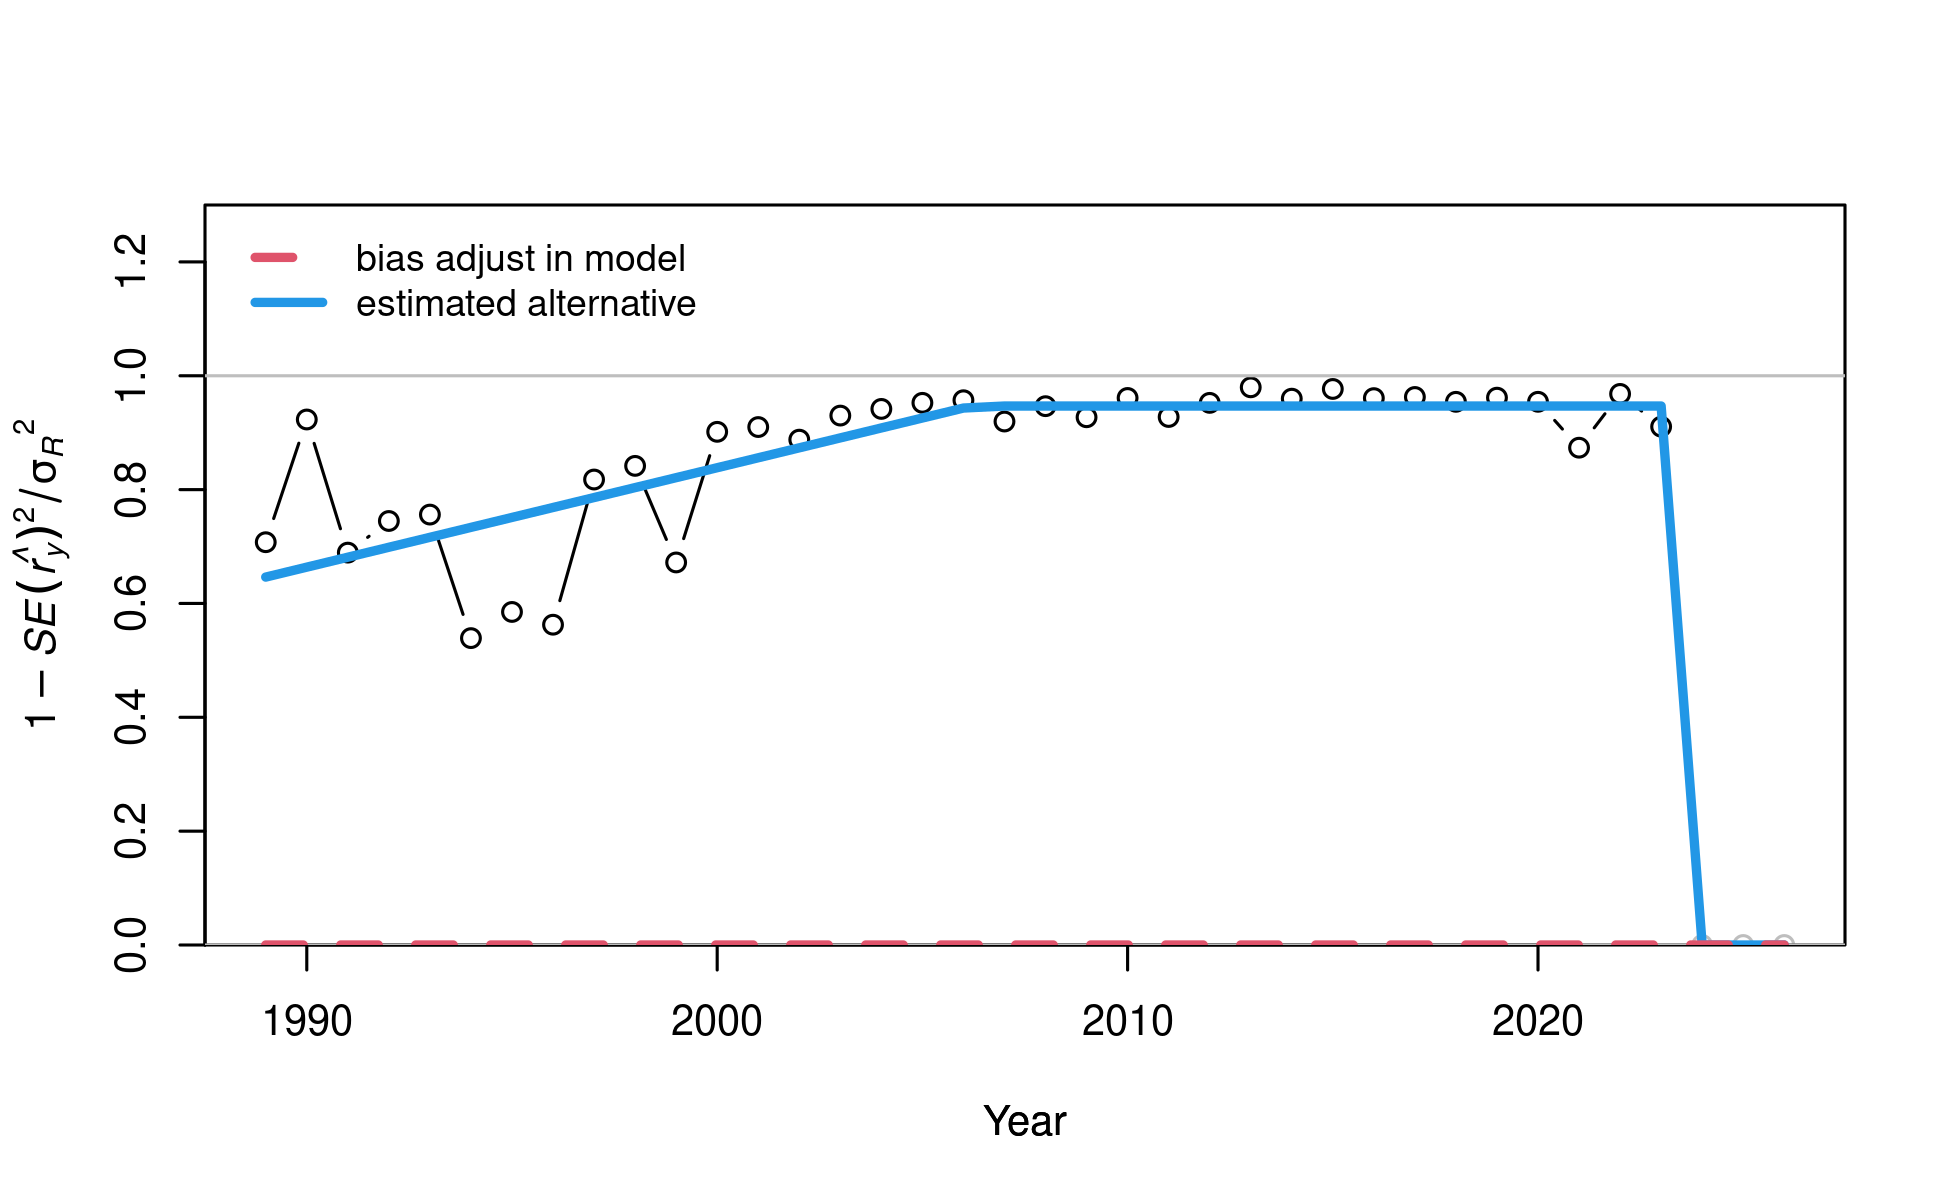 bias adjust in model
estimated alternative
1 − SE(r̂y)²/σR²
1.2
1.0
0.8
0.6
0.4
0.2
0.0
1990 2000 2010 2020
Year